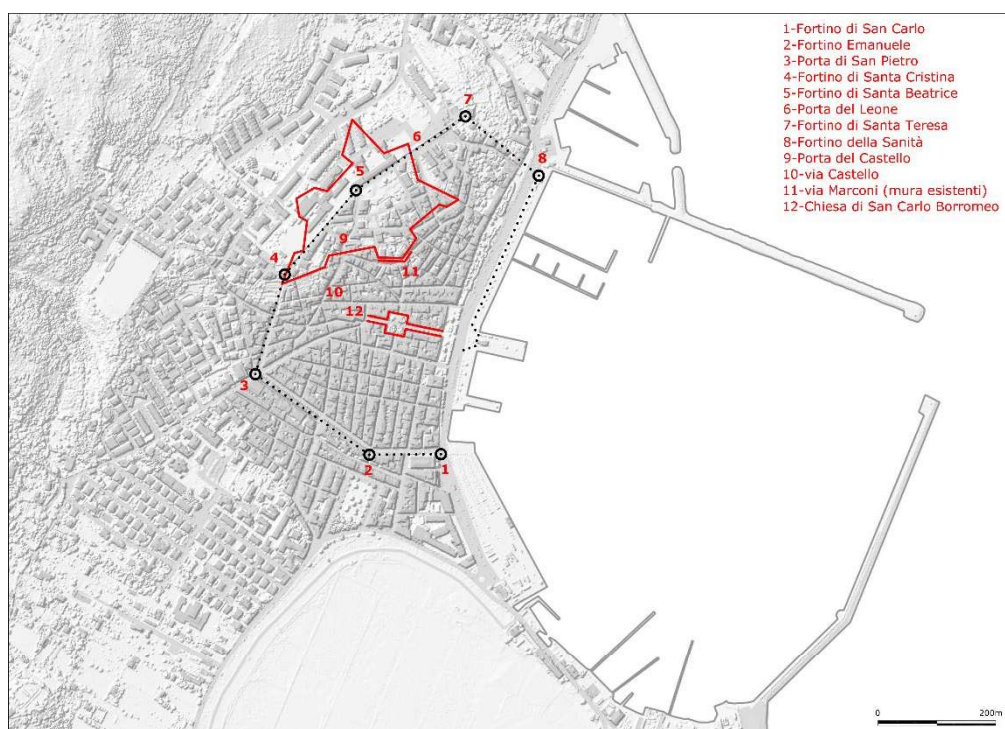 1-Fortino di San Carlo
2-Fortino Emanuele
3-Porta di San Pietro
4-Fortino di Santa Cristina
5-Fortino di Santa Beatrice
6-Porta del Leone
7-Fortino di Santa Teresa
8-Fortino della Sanità
9-Porta del Castello
10-via Castello
11-via Marconi (mura esistenti)
12-Chiesa di San Carlo Borromeo
7
6
8
5
9
4
11
10
12
3
2
1
0
200m